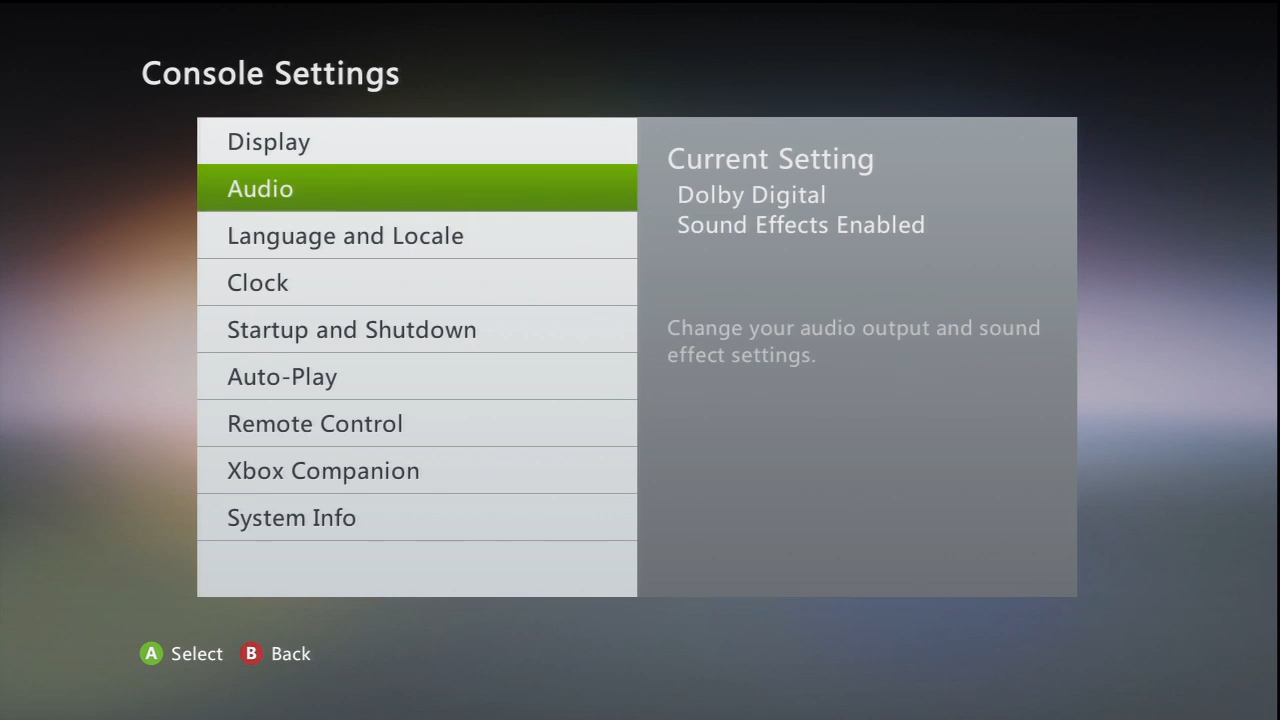 Console Settings
Display
Audio
Language and Locale
Clock
Startup and Shutdown
Auto-Play
Remote Control
Xbox Companion
System Info
Current Setting
Dolby Digital
Sound Effects Enabled
Change your audio output and sound
effect settings.
A Select B Back